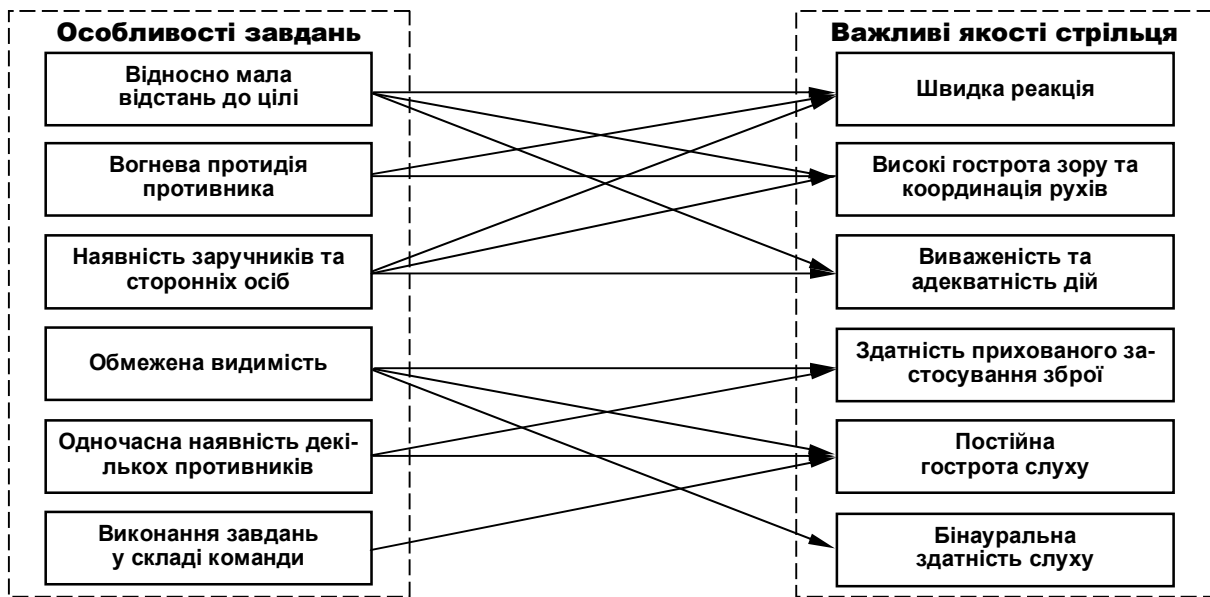 Особливості завдань
Відносно мала
відстань до цілі
Вогнева протидія
противника
Наявність заручників та
сторонніх осіб
Обмежена видимість
Одночасна наявність декі-
лькох противників
Виконання завдань
у складі команди
Важливі якості стрільця
Швидка реакція
Високі гострота зору та
координація рухів
Виваженість та
адекватність дій
Здатність прихованого за-
стосування зброї
Постійна
гострота слуху
Бінауральна
здатність слуху